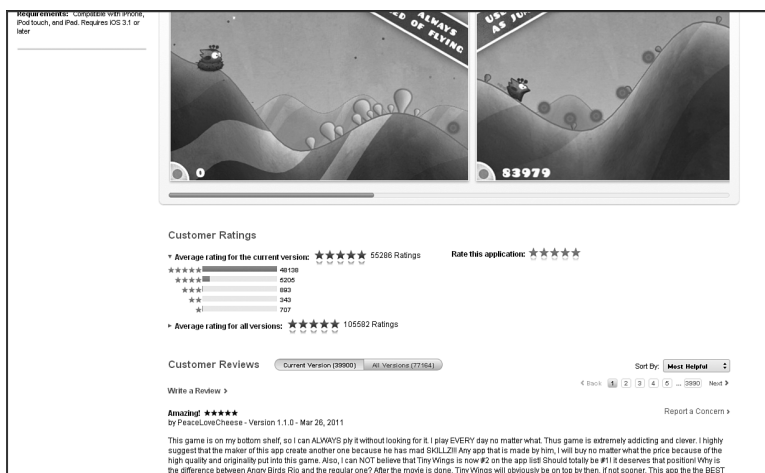 Requirements: Compatible with iPhone,
iPod touch, and iPad. Requires iOS 3.1 or
later
ALWAYS
OF FLYING
USE
AS JUM
0
83979
Customer Ratings
Average rating for the current version: ★★★★★ 55286 Ratings
Rate this application: ★★★★★
★★★★★ 48138
★★★★ 5205
★★★ 893
★★ 343
★ 707
Average rating for all versions: ★★★★★ 105582 Ratings
Customer Reviews Current Version (39900) All Versions (77164)
Sort By: Most Helpful
Back 1 2 3 4 5 ... 3990 Next
Write a Review >
Amazing! ★★★★★
Report a Concern >
by PeaceLoveCheese - Version 1.1.0 - Mar 26, 2011
This game is on my bottom shelf, so I can ALWAYS ply it without looking for it. I play EVERY day no matter what. Thus game is extremely addicting and clever. I highly
suggest that the maker of this app create another one because he has mad SKILLZ!!! Any app that is made by him, I will buy no matter what the price because of the
high quality and originality put into this game. Also, I can NOT believe that Tiny Wings is now #2 on the app list! Should totally be #1! It deserves that position! Why is
the difference between Angry Birds Rio and the regular one? After the movie is done, Tiny Wings will obviously be on top by then, if not sooner. This app the the BEST